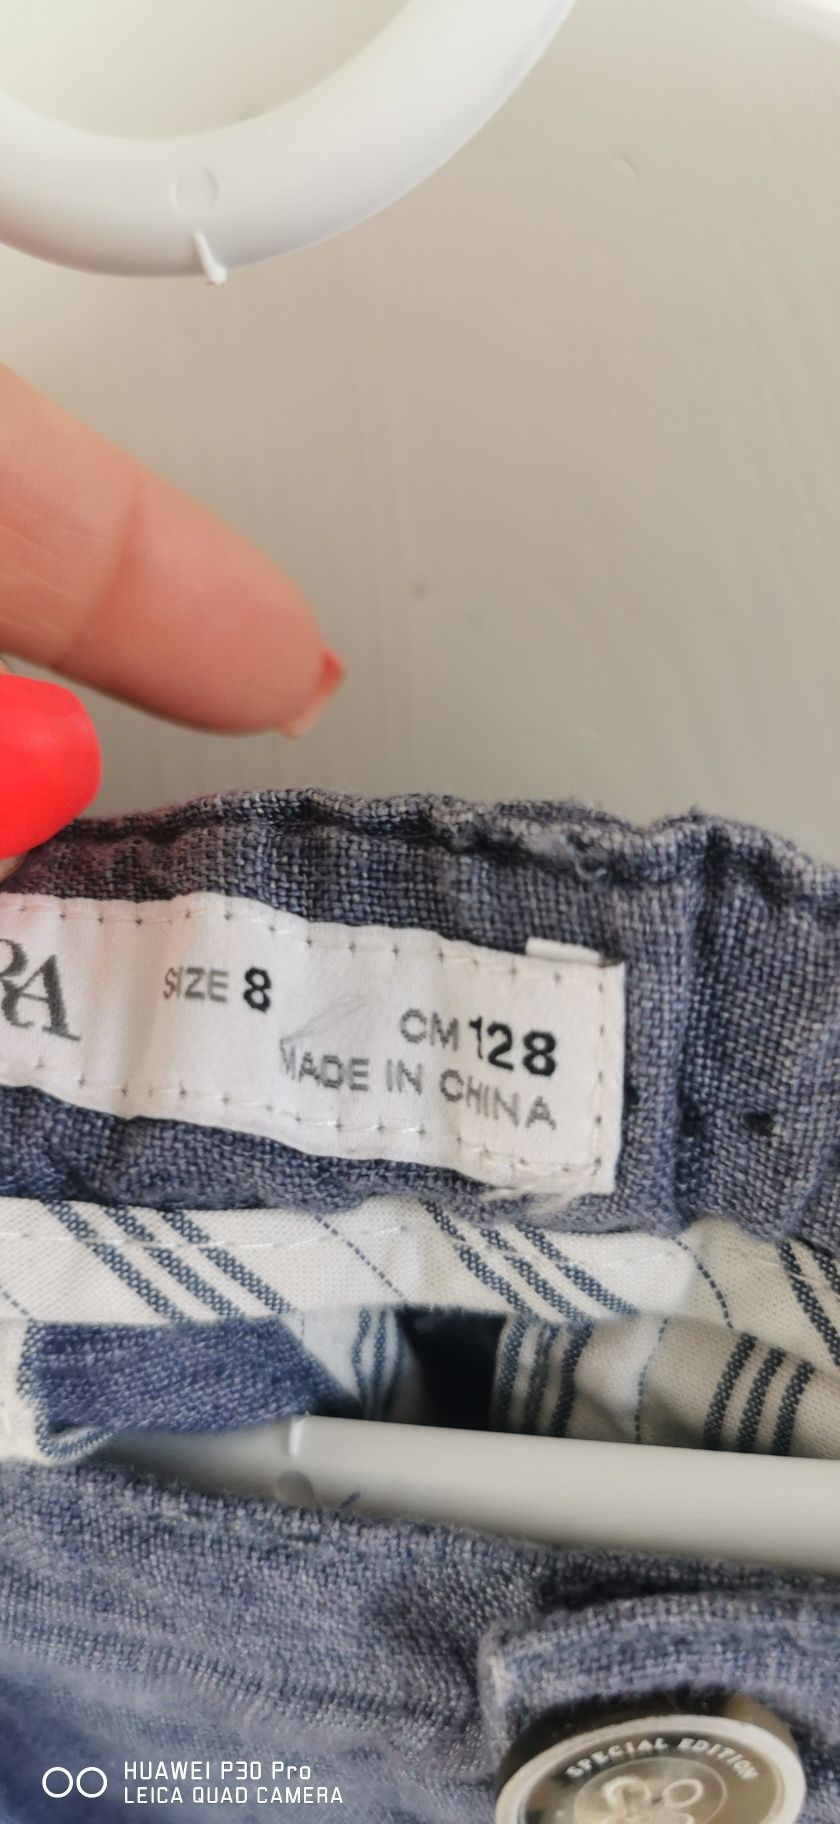 RA
SIZE 8
CM 128
MADE IN CHINA
SPECIAL EDITION
HUAWEI P30 Pro
LEICA QUAD CAMERA